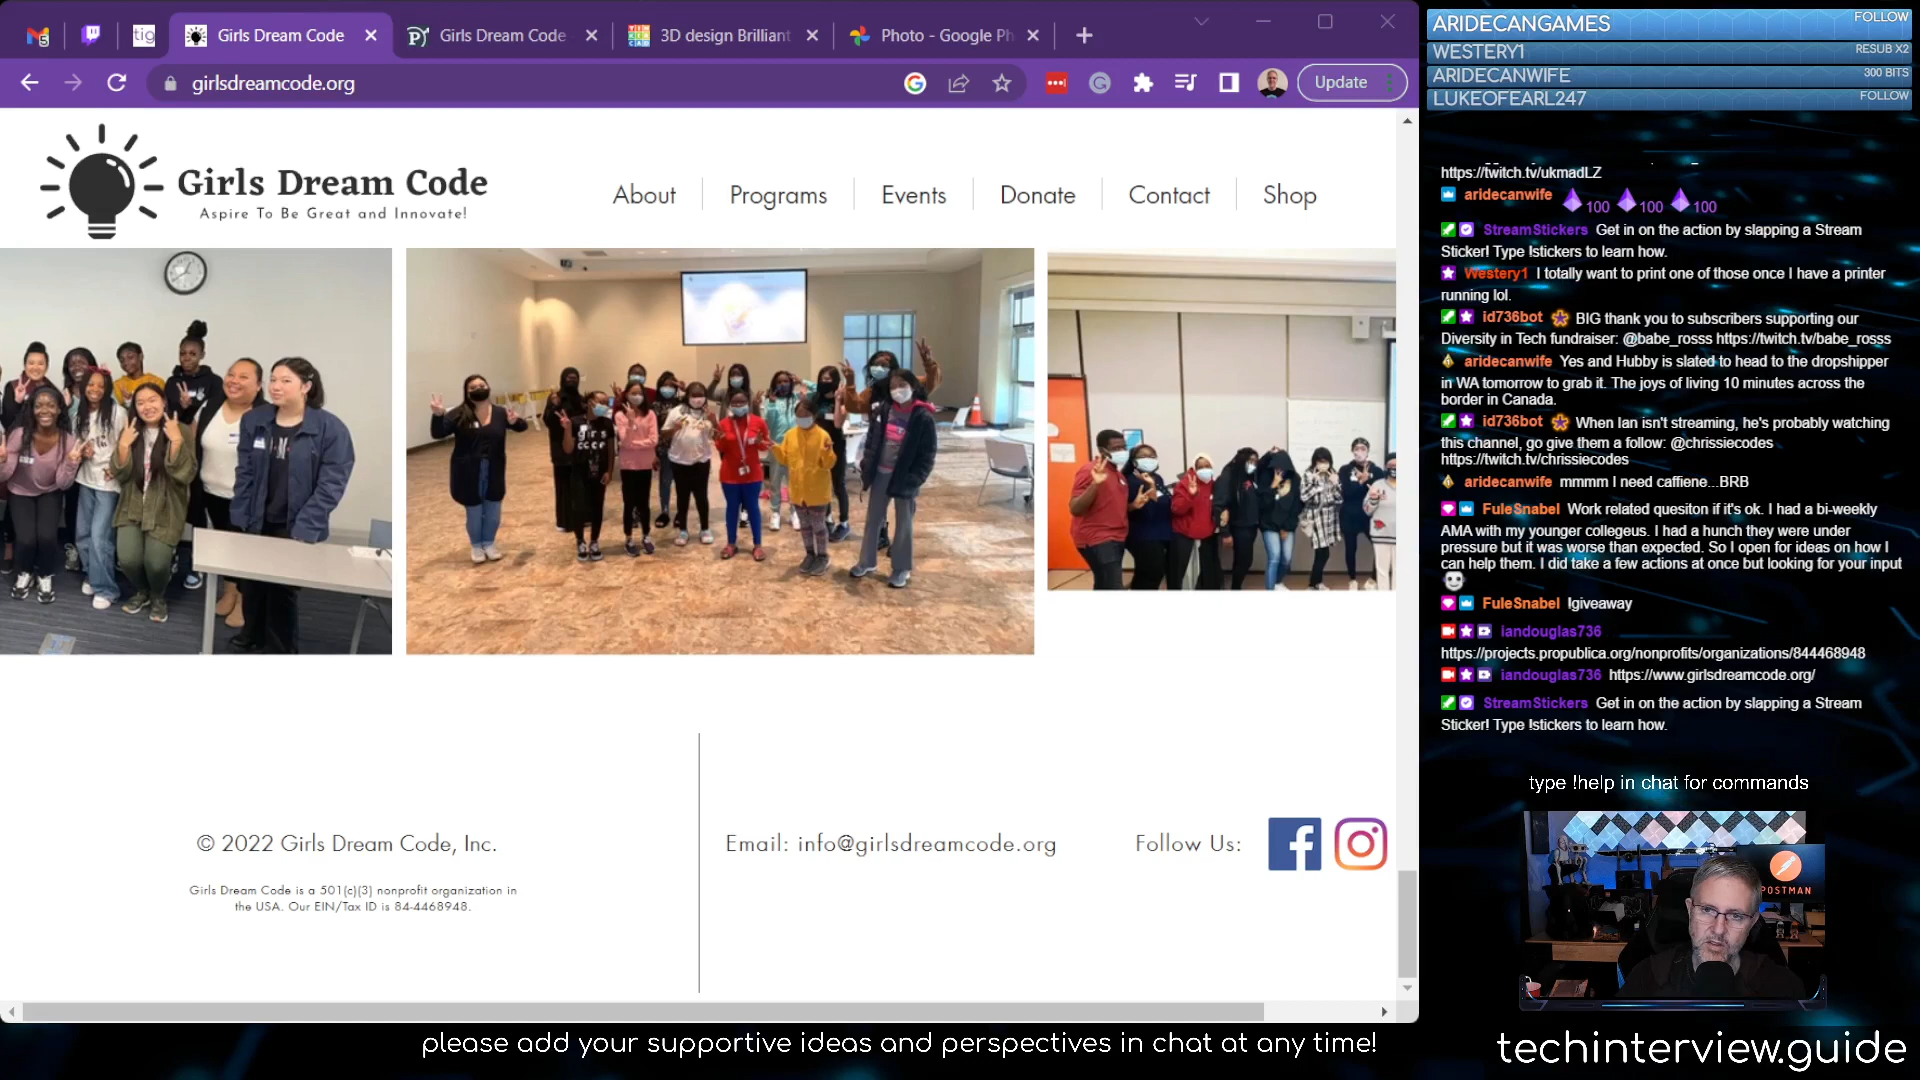 Girls Dream Code
Girls Dream Code
3D design Brilliant
Photo - Google Ph
tig
girlsdreamcode.org
Update
Girls Dream Code
Aspire To Be Great and Innovate!
About
Programs
Events
Donate
Contact
Shop
© 2022 Girls Dream Code, Inc.
Girls Dream Code is a 501(c)(3) nonprofit organization in
the USA. Our EIN/Tax ID is 84-4468948.
Email: info@girlsdreamcode.org
Follow Us:
please add your supportive ideas and perspectives in chat at any time!
ARIDECANGAMES FOLLOW
WESTERY1 RESUB X2
ARIDECANWIFE 300 BITS
LUKEOFEARL247 FOLLOW
https://twitch.tv/ukmadLZ
aridecanwife 100 100 100
StreamStickers Get in on the action by slapping a Stream
Sticker! Type !stickers to learn how.
Westery1 I totally want to print one of those once I have a printer
running lol.
id736bot BIG thank you to subscribers supporting our
Diversity in Tech fundraiser: @babe_rosss https://twitch.tv/babe_rosss
aridecanwife Yes and Hubby is slated to head to the dropshipper
in WA tomorrow to grab it. The joys of living 10 minutes across the
border in Canada.
id736bot When Ian isn't streaming, he's probably watching
this channel, go give them a follow: @chrissiecodes
https://twitch.tv/chrissiecodes
aridecanwife mmmm I need caffiene...BRB
FuleSnabel Work related quesiton if it's ok. I had a bi-weekly
AMA with my younger collegeus. I had a hunch they were under
pressure but it was worse than expected. So I open for ideas on how I
can help them. I did take a few actions at once but looking for your input
FuleSnabel !giveaway
iandouglas736
https://projects.propublica.org/nonprofits/organizations/844468948
iandouglas736 https://www.girlsdreamcode.org/
StreamStickers Get in on the action by slapping a Stream
Sticker! Type !stickers to learn how.
type !help in chat for commands
POSTMAN
techinterview.guide